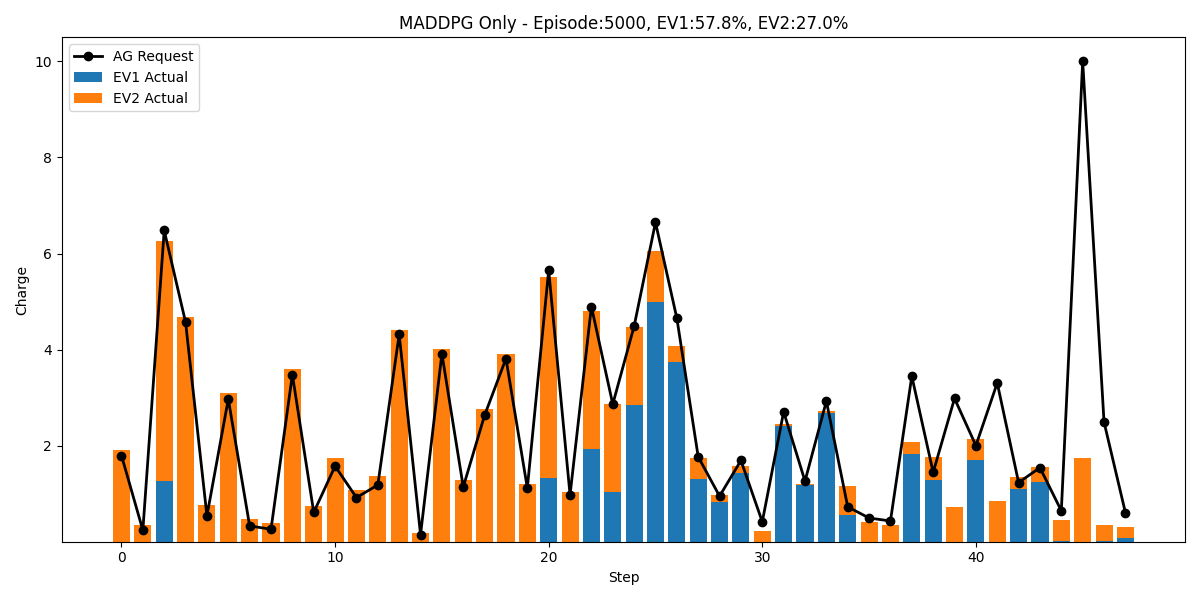 MADDPG Only - Episode:5000, EV1:57.8%, EV2:27.0%
AG Request
EV1 Actual
EV2 Actual
10
8
6
4
2
Charge
0 10 20 30 40
Step